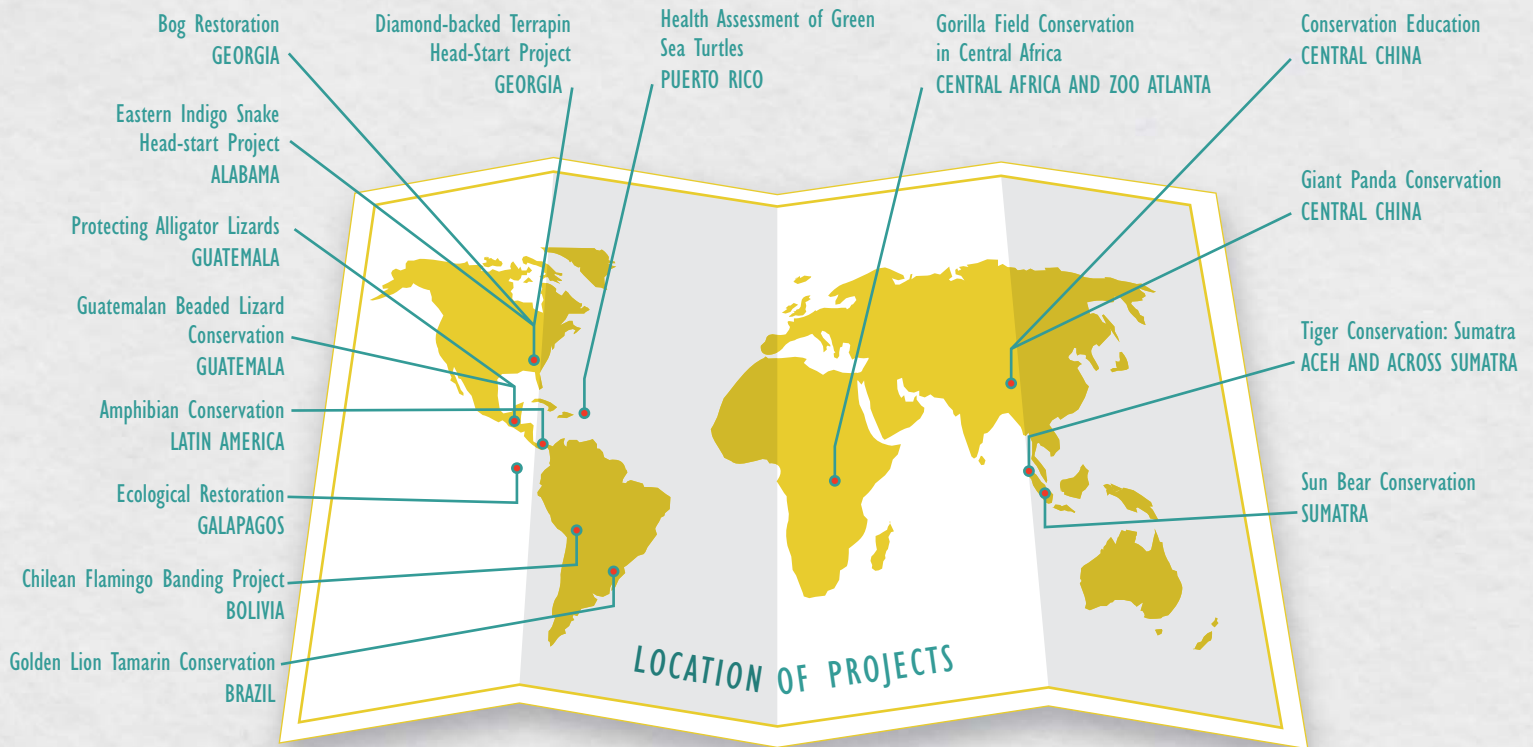 Bog Restoration
GEORGIA
Diamond-backed Terrapin
Head-Start Project
GEORGIA
Health Assessment of Green
Sea Turtles
PUERTO RICO
Gorilla Field Conservation
in Central Africa
CENTRAL AFRICA AND ZOO ATLANTA
Conservation Education
CENTRAL CHINA
Eastern Indigo Snake
Head-start Project
ALABAMA
Protecting Alligator Lizards
GUATEMALA
Guatemalan Beaded Lizard
Conservation
GUATEMALA
Amphibian Conservation
LATIN AMERICA
Ecological Restoration
GALAPAGOS
Chilean Flamingo Banding Project
BOLIVIA
Golden Lion Tamarin Conservation
BRAZIL
Giant Panda Conservation
CENTRAL CHINA
Tiger Conservation: Sumatra
ACEH AND ACROSS SUMATRA
Sun Bear Conservation
SUMATRA
LOCATION OF PROJECTS